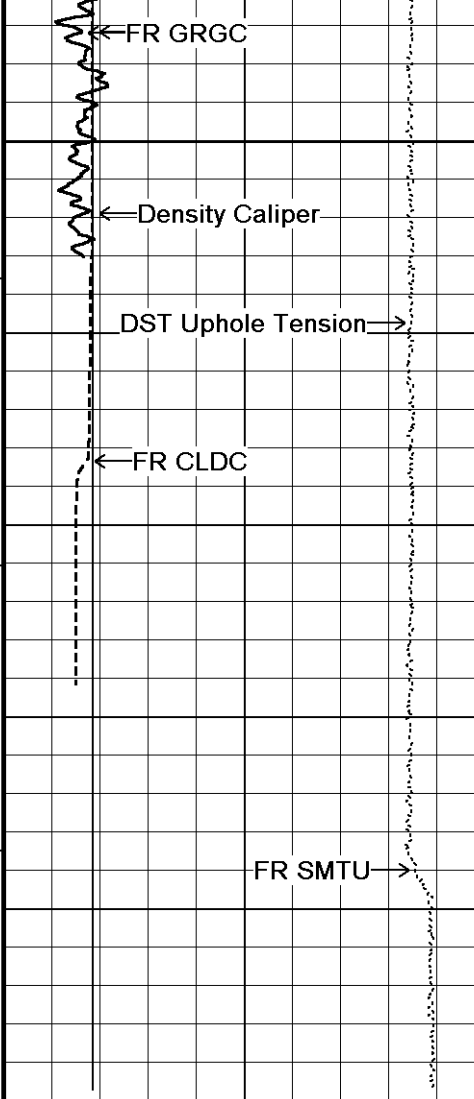 FR GRGC
Density Caliper
DST Uphole Tension
FR CLDC
FR SMTU